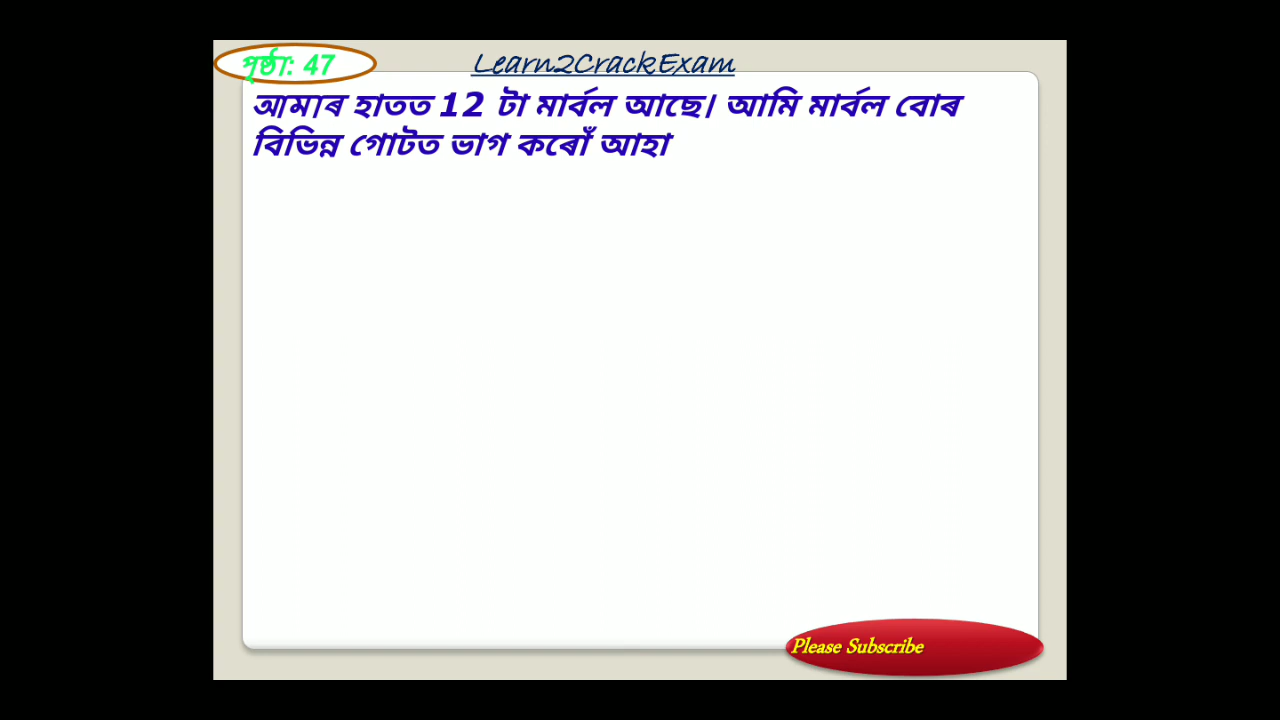 পৃষ্ঠা: 47
Learn2CrackExam
আমাৰ হাতত 12 টা মাৰ্বল আছে। আমি মাৰ্বল বোৰ
বিভিন্ন গোটত ভাগ কৰোঁ আহা
Please Subscribe